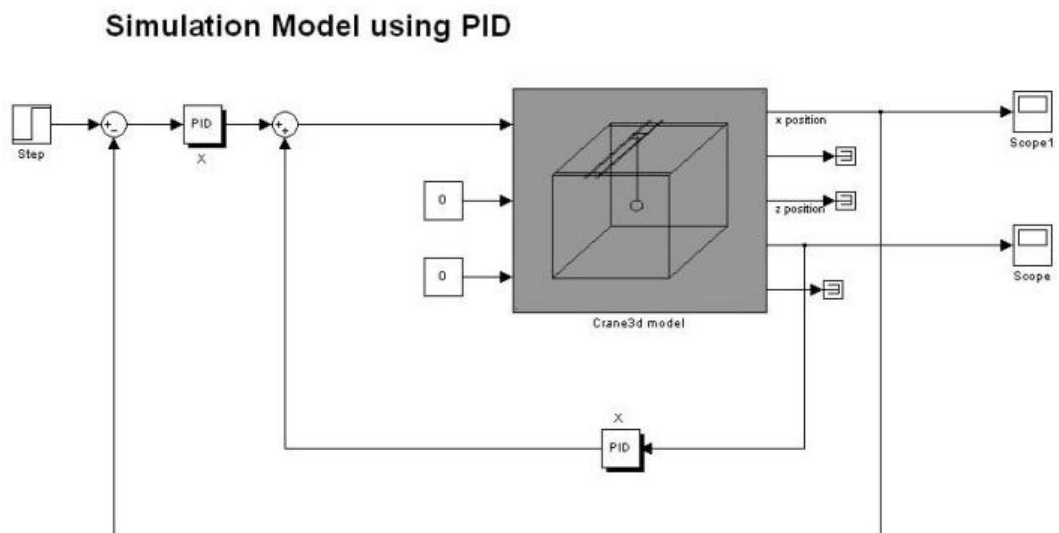 Simulation Model using PID
Step
PID
X
0
0
Crane3d model
x position
z position
Scope1
Scope
X
PID